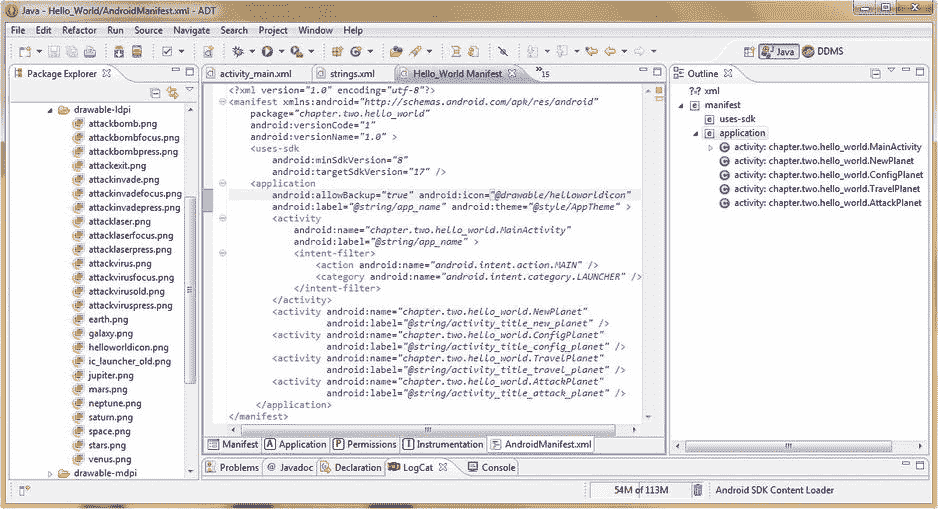 Java - Hello_World/AndroidManifest.xml - ADT
File Edit Refactor Run Source Navigate Search Project Window Help
Java DDMS
Package Explorer
drawable-ldpi
attackbomb.png
attackbombfocus.png
attackbombpress.png
attackexit.png
attackinvade.png
attackinvadefocus.png
attackinvadepress.png
attacklaser.png
attacklaserfocus.png
attacklaserpress.png
attackvirus.png
attackvirusfocus.png
attackvirusold.png
attackviruspress.png
earth.png
galaxy.png
helloworldicon.png
ic_launcher_old.png
jupiter.png
mars.png
neptune.png
saturn.png
space.png
stars.png
venus.png
drawable-mdpi
activity_main.xml strings.xml Hello_World Manifest »15
<?xml version="1.0" encoding="utf-8"?>
<manifest xmlns:android="http://schemas.android.com/apk/res/android"
package="chapter.two.hello_world"
android:versionCode="1"
android:versionName="1.0" >
<uses-sdk
android:minSdkVersion="8"
android:targetSdkVersion="17" />
<application
android:allowBackup="true" android:icon="@drawable/helloworldicon"
android:label="@string/app_name" android:theme="@style/AppTheme" >
<activity
android:name="chapter.two.hello_world.MainActivity"
android:label="@string/app_name" >
<intent-filter>
<action android:name="android.intent.action.MAIN" />
<category android:name="android.intent.category.LAUNCHER" />
</intent-filter>
</activity>
<activity android:name="chapter.two.hello_world.NewPlanet"
android:label="@string/activity_title_new_planet" />
<activity android:name="chapter.two.hello_world.ConfigPlanet"
android:label="@string/activity_title_config_planet" />
<activity android:name="chapter.two.hello_world.TravelPlanet"
android:label="@string/activity_title_travel_planet" />
<activity android:name="chapter.two.hello_world.AttackPlanet"
android:label="@string/activity_title_attack_planet" />
</application>
</manifest>
Manifest A Application P Permissions I Instrumentation AndroidManifest.xml
Problems @ Javadoc Declaration LogCat Console
Outline
?=? xml
manifest
uses-sdk
application
activity: chapter.two.hello_world.MainActivity
activity: chapter.two.hello_world.NewPlanet
activity: chapter.two.hello_world.ConfigPlanet
activity: chapter.two.hello_world.TravelPlanet
activity: chapter.two.hello_world.AttackPlanet
54M of 113M Android SDK Content Loader